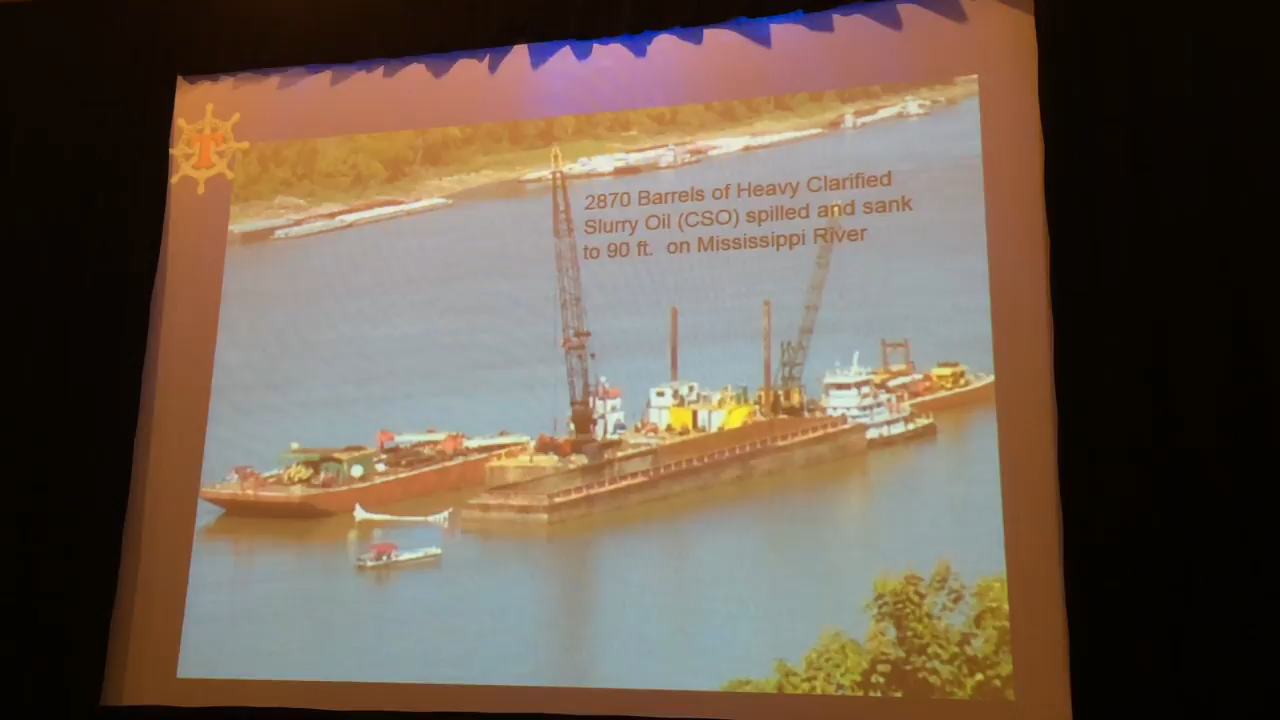 T
2870 Barrels of Heavy Clarified
Slurry Oil (CSO) spilled and sank
to 90 ft.  on Mississippi River